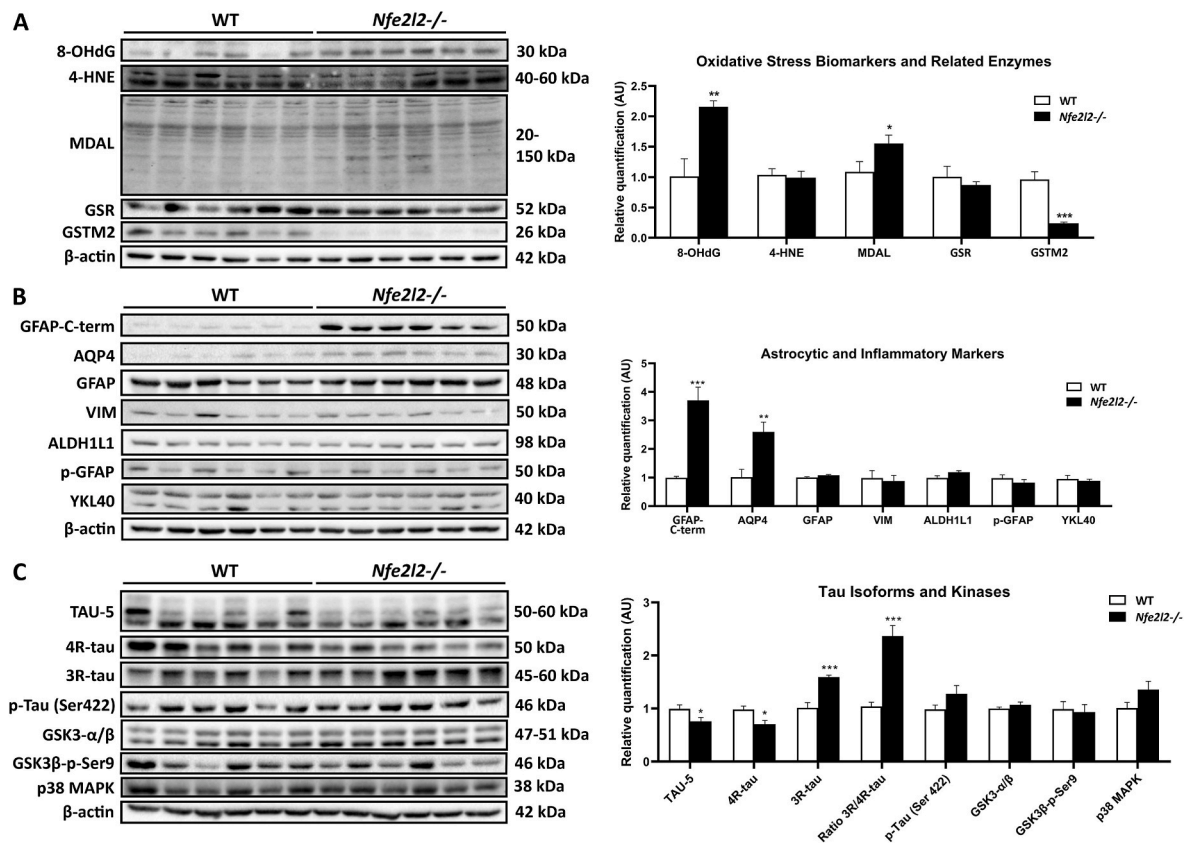 A
WT
Nfe2l2-/-
8-OHdG
30 kDa
4-HNE
40-60 kDa
MDAL
20-
150 kDa
GSR
52 kDa
GSTM2
26 kDa
β-actin
42 kDa
Oxidative Stress Biomarkers and Related Enzymes
Relative quantification (AU)
2.5
2.0
1.5
1.0
0.5
0.0
**
*
***
WT
Nfe2l2-/-
8-OHdG
4-HNE
MDAL
GSR
GSTM2
B
WT
Nfe2l2-/-
GFAP-C-term
50 kDa
AQP4
30 kDa
GFAP
48 kDa
VIM
50 kDa
ALDH1L1
98 kDa
p-GFAP
50 kDa
YKL40
40 kDa
β-actin
42 kDa
Astrocytic and Inflammatory Markers
Relative quantification (AU)
5
4
3
2
1
0
***
**
WT
Nfe2l2-/-
GFAP-
C-term
AQP4
GFAP
VIM
ALDH1L1
p-GFAP
YKL40
C
WT
Nfe2l2-/-
TAU-5
50-60 kDa
4R-tau
50 kDa
3R-tau
45-60 kDa
p-Tau (Ser422)
46 kDa
GSK3-α/β
47-51 kDa
GSK3β-p-Ser9
46 kDa
p38 MAPK
38 kDa
β-actin
42 kDa
Tau Isoforms and Kinases
Relative quantification (AU)
3
2
1
0
*
*
***
***
WT
Nfe2l2-/-
TAU-5
4R-tau
3R-tau
Ratio 3R/4R-tau
p-Tau (Ser 422)
GSK3-α/β
GSK3β-p-Ser9
p38 MAPK